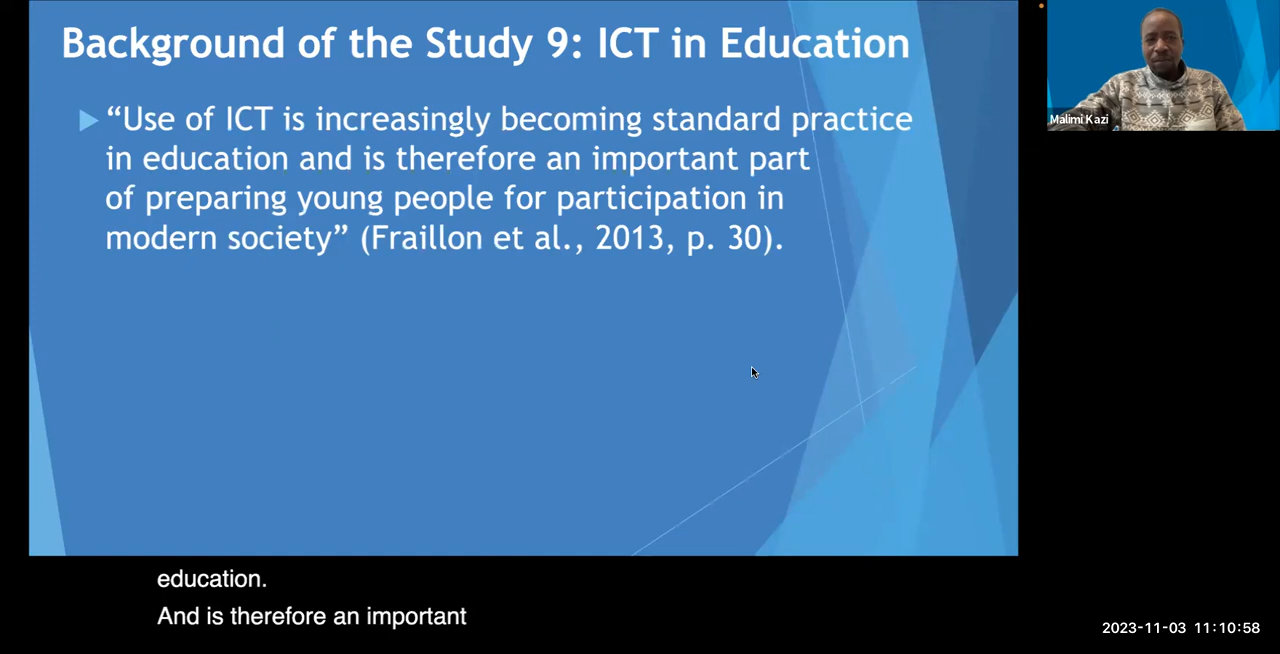 Background of the Study 9: ICT in Education
“Use of ICT is increasingly becoming standard practice
in education and is therefore an important part
of preparing young people for participation in
modern society” (Fraillon et al., 2013, p. 30).
Malimi Kazi
education.
And is therefore an important
2023-11-03 11:10:58